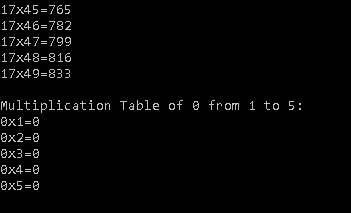 17x45=765
17x46=782
17x47=799
17x48=816
17x49=833
Multiplication Table of 0 from 1 to 5:
0x1=0
0x2=0
0x3=0
0x4=0
0x5=0